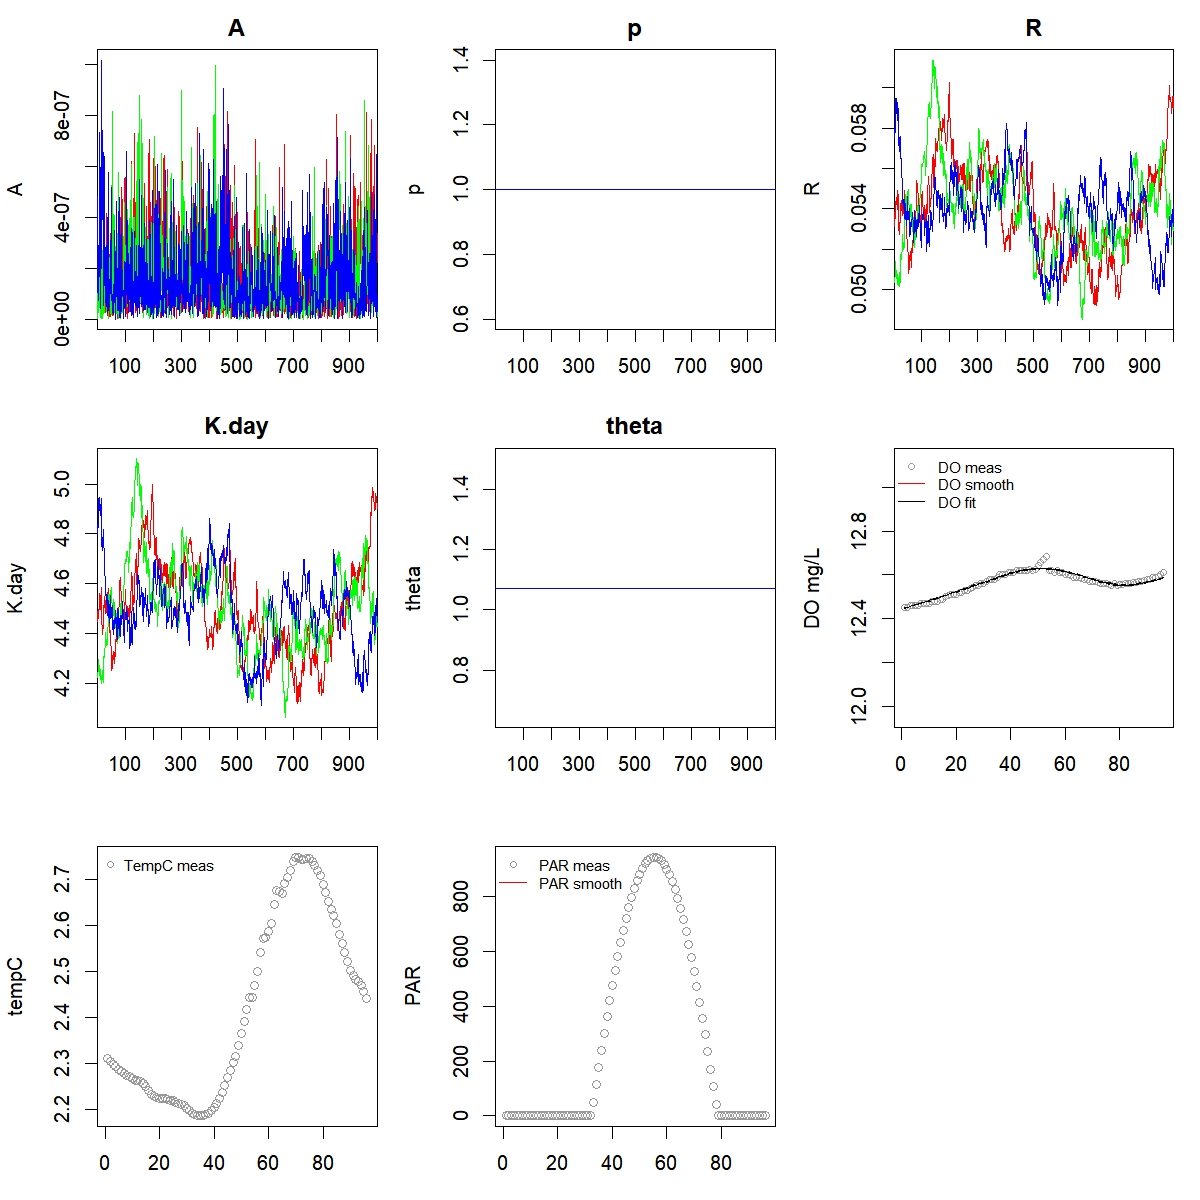 A
A
0e+00 4e-07 8e-07
100 300 500 700 900
p
p
0.6 0.8 1.0 1.2 1.4
100 300 500 700 900
R
R
0.050 0.054 0.058
100 300 500 700 900
K.day
K.day
4.2 4.4 4.6 4.8 5.0
100 300 500 700 900
theta
theta
0.8 1.0 1.2 1.4
100 300 500 700 900
DO mg/L
12.0 12.4 12.8
DO meas
DO smooth
DO fit
0 20 40 60 80
tempC
2.2 2.3 2.4 2.5 2.6 2.7
TempC meas
0 20 40 60 80
PAR
0 200 400 600 800
PAR meas
PAR smooth
0 20 40 60 80